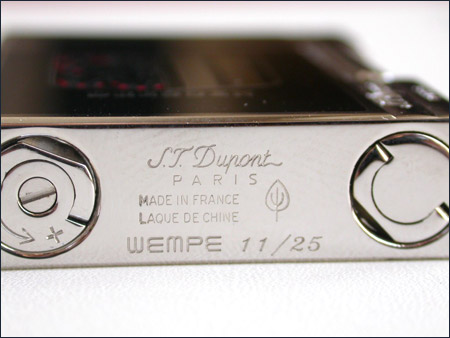 S.T. Dupont
PARIS
MADE IN FRANCE
LAQUE DE CHINE
WEMPE 11/25
+